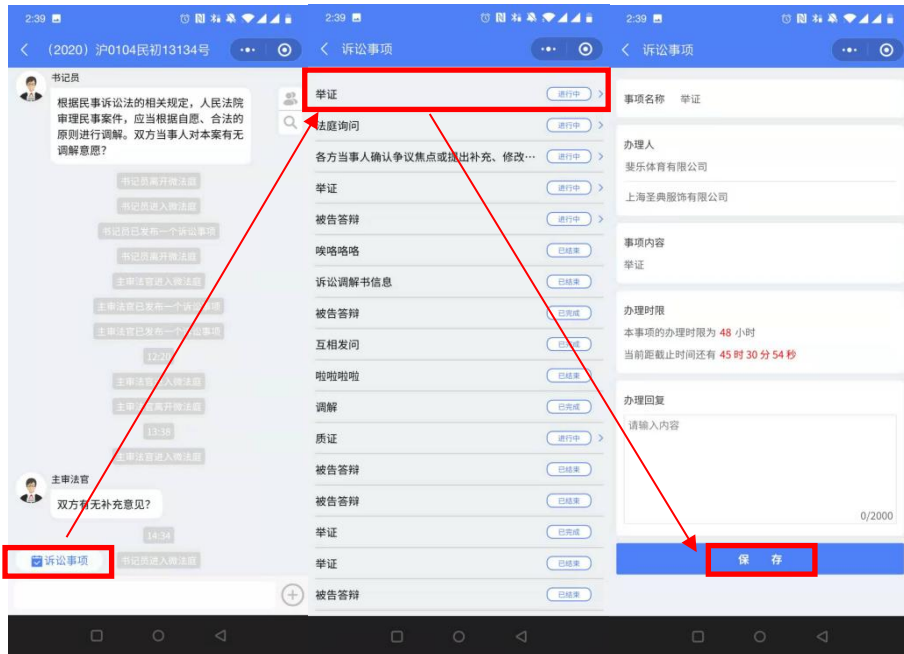 2:39
(2020) 沪0104民初13134号
书记员
根据民事诉讼法的相关规定，人民法院
审理民事案件，应当根据自愿、合法的
原则进行调解。双方当事人对本案有无
调解意愿？
书记员离开微法庭
书记员进入微法庭
书记员已发布一个诉讼事项
书记员离开微法庭
主审法官进入微法庭
主审法官已发布一个诉讼事项
主审法官已发布一个诉讼事项
12:20
主审法官进入微法庭
主审法官离开微法庭
13:38
主审法官进入微法庭
主审法官
双方有无补充意见？
14:34
诉讼事项
书记员进入微法庭
2:39
诉讼事项
举证 进行中
法庭询问 进行中
各方当事人确认争议焦点或提出补充、修改… 进行中
举证 进行中
被告答辩 进行中
唉咯咯咯 已结束
诉讼调解书信息 已结束
被告答辩 已完成
互相发问 已完成
啦啦啦啦 已结束
调解 已完成
质证 进行中
被告答辩 已结束
被告答辩 已结束
举证 已完成
举证 已结束
被告答辩 已结束
2:39
诉讼事项
事项名称 举证
办理人
斐乐体育有限公司
上海圣典服饰有限公司
事项内容
举证
办理时限
本事项的办理时限为 48 小时
当前距截止时间还有 45 时 30 分 54 秒
办理回复
请输入内容
0/2000
保 存